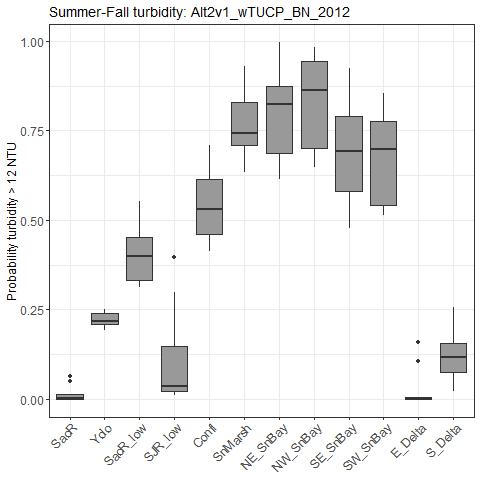 Summer-Fall turbidity: Alt2v1_wTUCP_BN_2012
Probability turbidity > 12 NTU
1.00
0.75
0.50
0.25
0.00
SacR
Yolo
SacR_low
SJR_low
Confl
SnMarsh
NE_SnBay
NW_SnBay
SE_SnBay
SW_SnBay
E_Delta
S_Delta